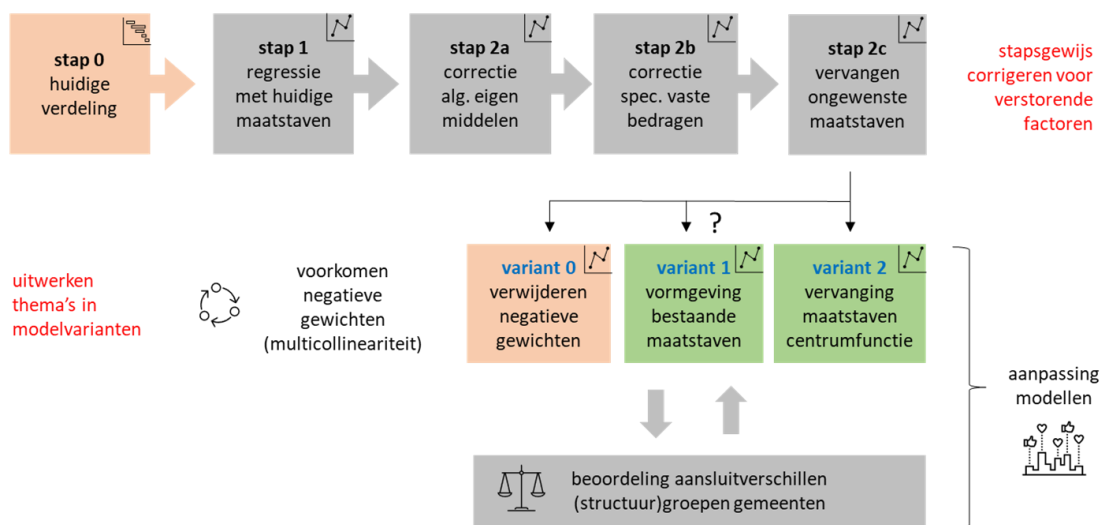 stap 0
huidige
verdeling
stap 1
regressie
met huidige
maatstaven
stap 2a
correctie
alg. eigen
middelen
stap 2b
correctie
spec. vaste
bedragen
stap 2c
vervangen
ongewenste
maatstaven
stapsgewijs
corrigeren voor
verstorende
factoren
?
uitwerken
thema's in
modelvarianten
voorkomen
negatieve
gewichten
(multicollineariteit)
variant 0
verwijderen
negatieve
gewichten
variant 1
vormgeving
bestaande
maatstaven
variant 2
vervanging
maatstaven
centrumfunctie
aanpassing
modellen
beoordeling aansluitverschillen
(structuur)groepen gemeenten